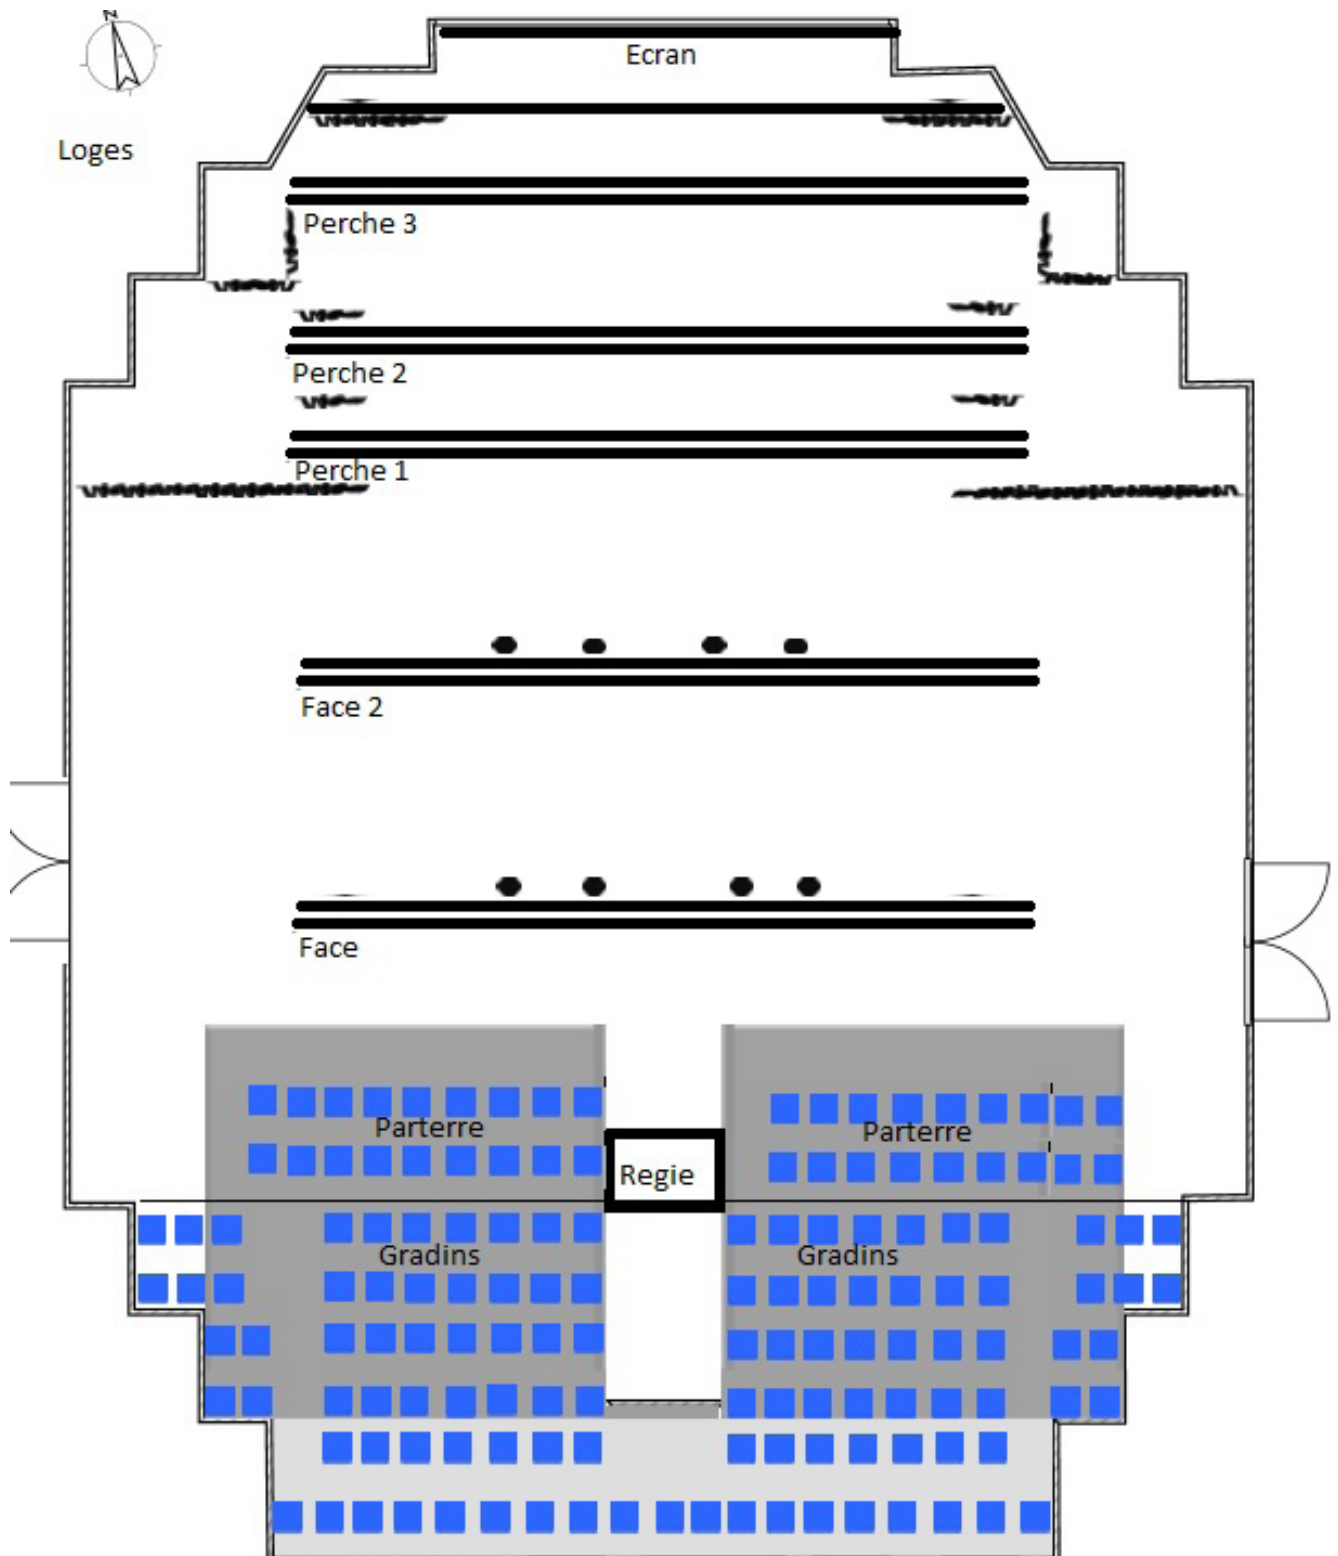 N
Ecran
Loges
Perche 3
Perche 2
Perche 1
Face 2
Face
Parterre
Parterre
Regie
Gradins
Gradins